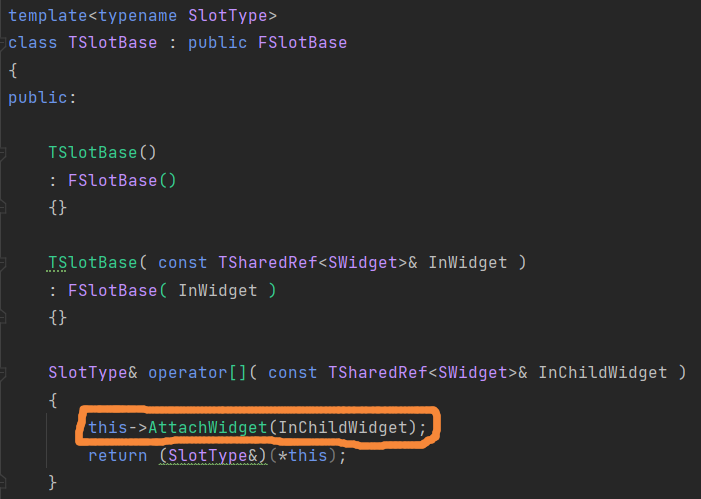 template<typename SlotType>
class TSlotBase : public FSlotBase
{
public:
TSlotBase()
: FSlotBase()
{}
TSlotBase( const TSharedRef<SWidget>& InWidget )
: FSlotBase( InWidget )
{}
SlotType& operator[]( const TSharedRef<SWidget>& InChildWidget )
{
this->AttachWidget(InChildWidget);
return (SlotType&)(*this);
}